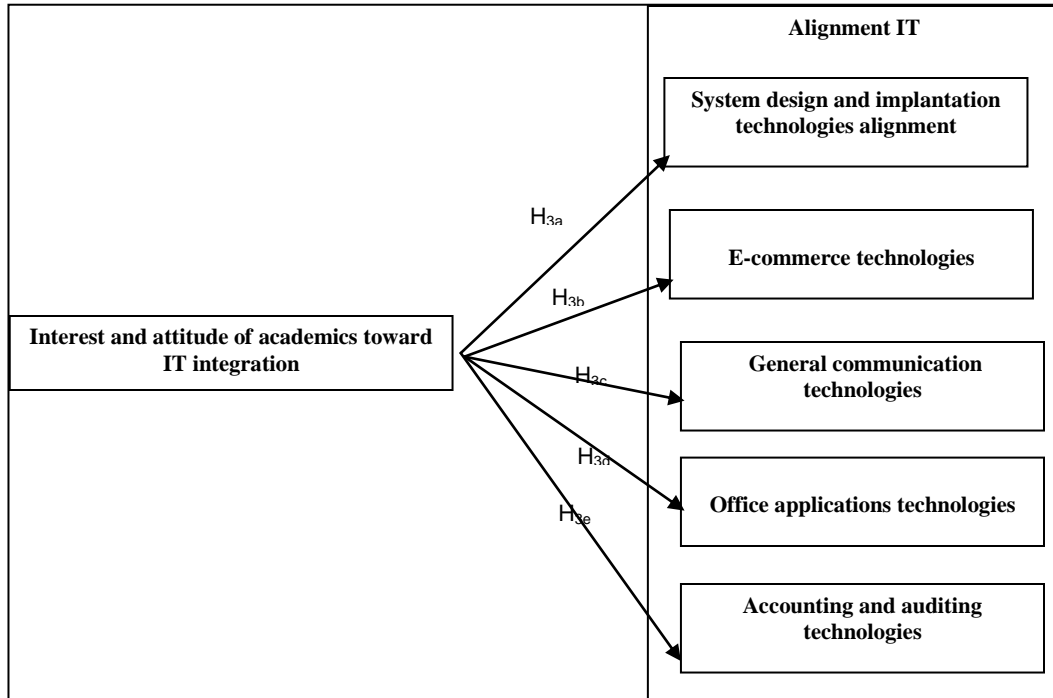 Alignment IT
System design and implantation
technologies alignment
H3a
E-commerce technologies
H3b
Interest and attitude of academics toward
IT integration
General communication
technologies
H3c
H3d
Office applications technologies
H3e
Accounting and auditing
technologies